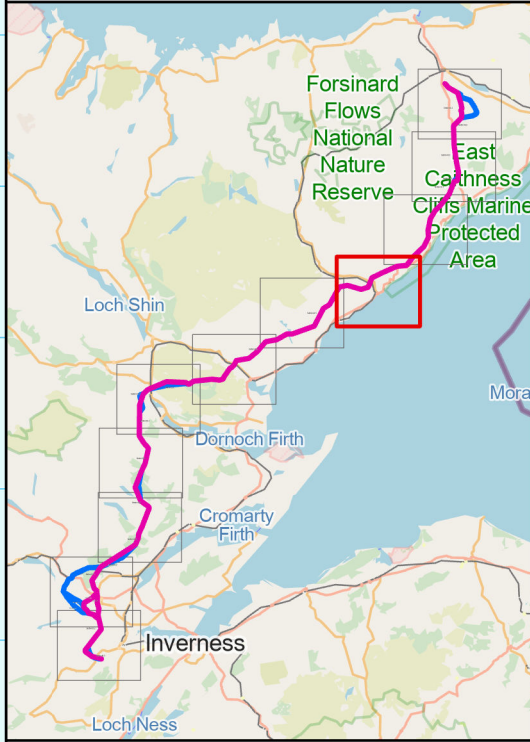 Forsinard
Flows
National
Nature
Reserve
East
Caithness
Cliffs Marine
Protected
Area
Loch Shin
Mora
Dornoch Firth
Cromarty
Firth
Inverness
Loch Ness